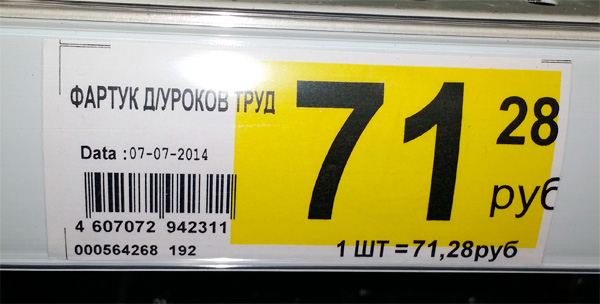 ФАРТУК Д/УРОКОВ ТРУД
71 28
руб
Data :07-07-2014
4 607072 942311
000564268 192
1 ШТ = 71,28руб